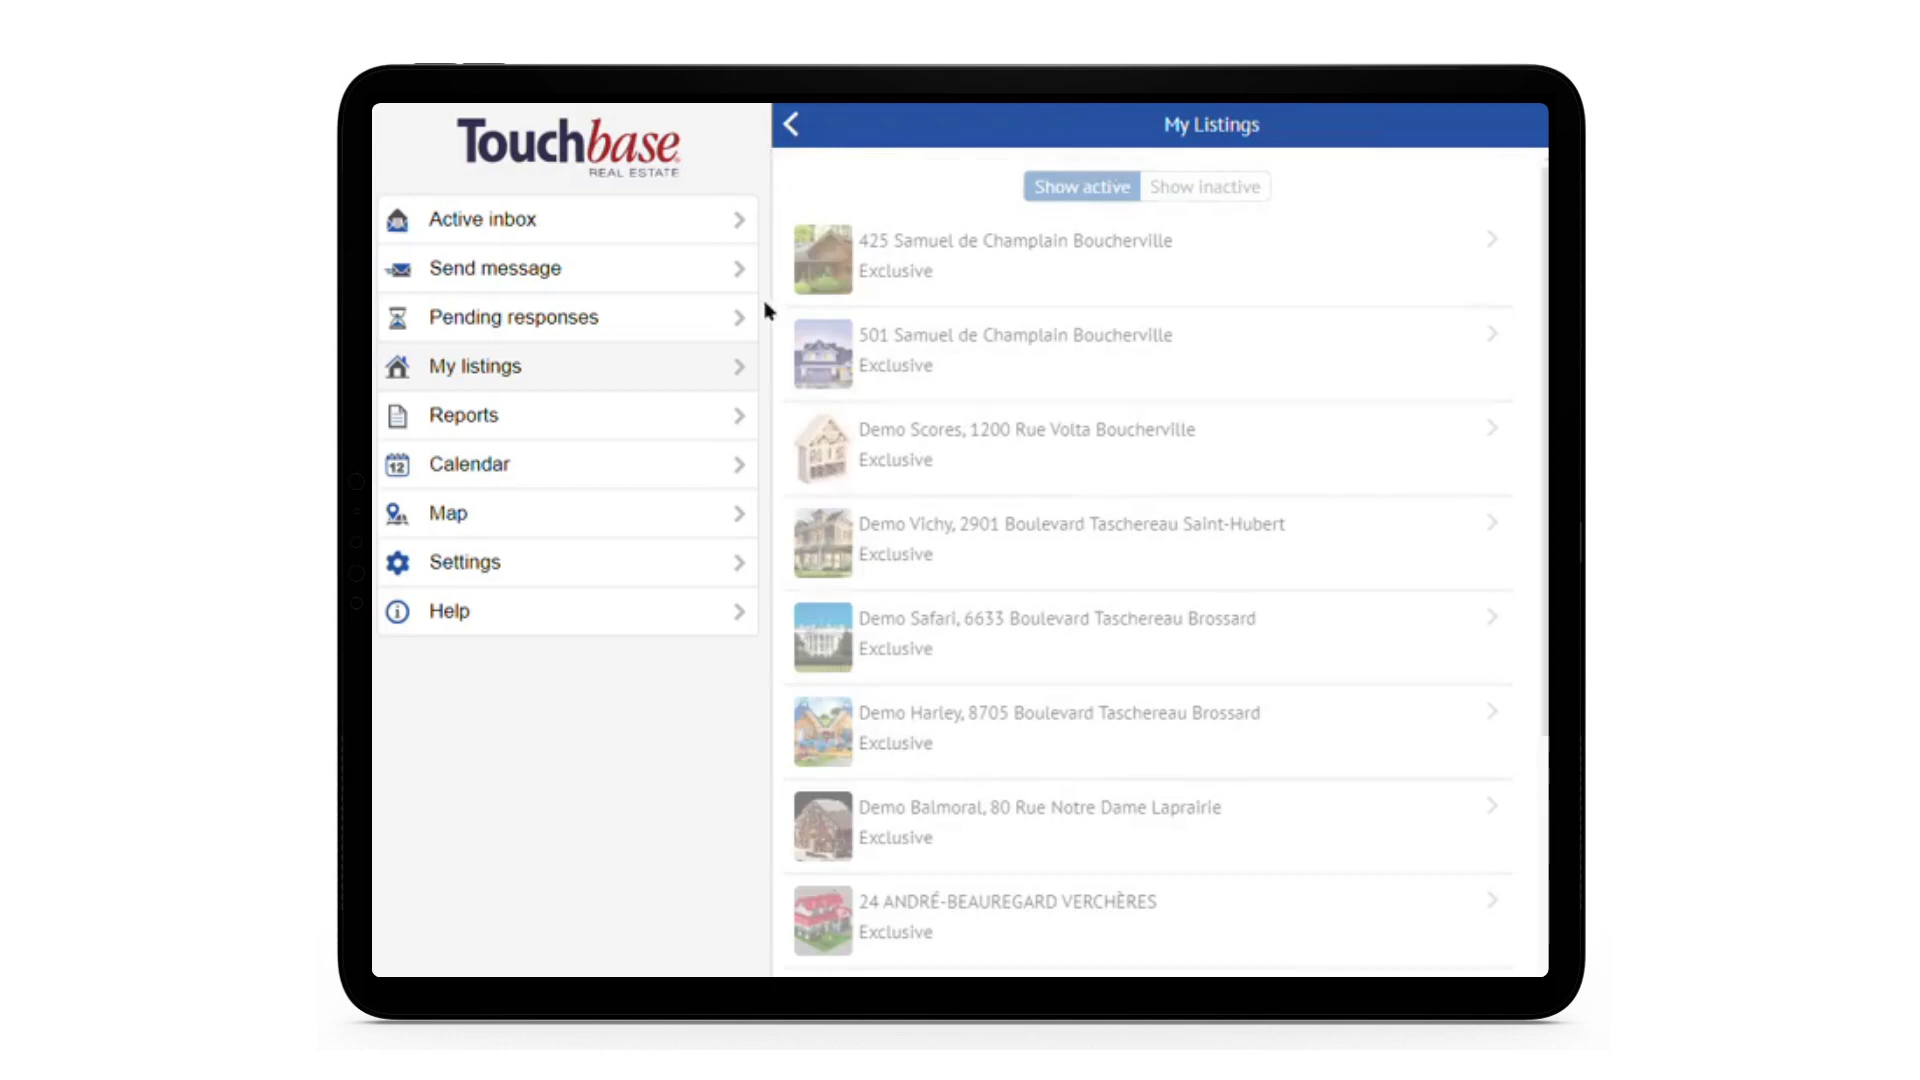 Touchbase
REAL ESTATE
Active inbox
Send message
Pending responses
My listings
Reports
12
Calendar
Map
Settings
Help
My Listings
Show active
Show inactive
425 Samuel de Champlain Boucherville
Exclusive
501 Samuel de Champlain Boucherville
Exclusive
Demo Scores, 1200 Rue Volta Boucherville
Exclusive
Demo Vichy, 2901 Boulevard Taschereau Saint-Hubert
Exclusive
Demo Safari, 6633 Boulevard Taschereau Brossard
Exclusive
Demo Harley, 8705 Boulevard Taschereau Brossard
Exclusive
Demo Balmoral, 80 Rue Notre Dame Laprairie
Exclusive
24 ANDRÉ-BEAUREGARD VERCHÈRES
Exclusive